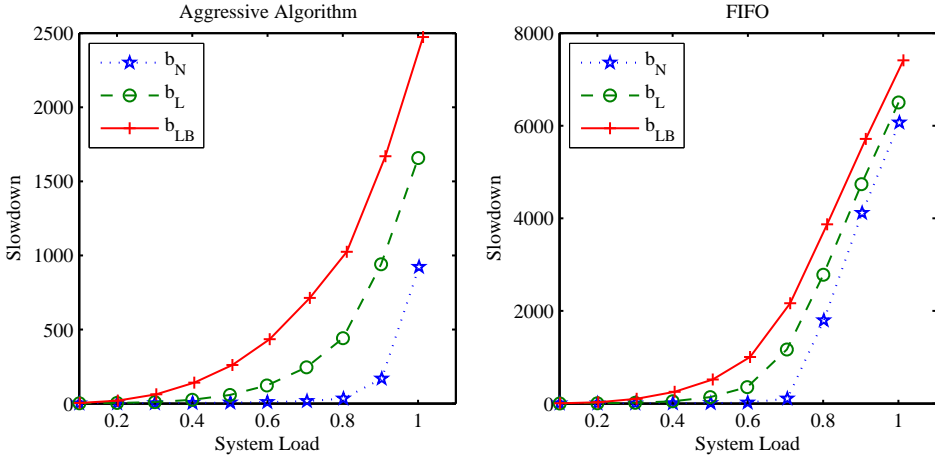 Aggressive Algorithm
2500
2000
1500
1000
500
0
0.2
0.4
0.6
0.8
1
Slowdown
System Load
b_N
b_L
b_LB
FIFO
8000
6000
4000
2000
0
0.2
0.4
0.6
0.8
1
Slowdown
System Load
b_N
b_L
b_LB